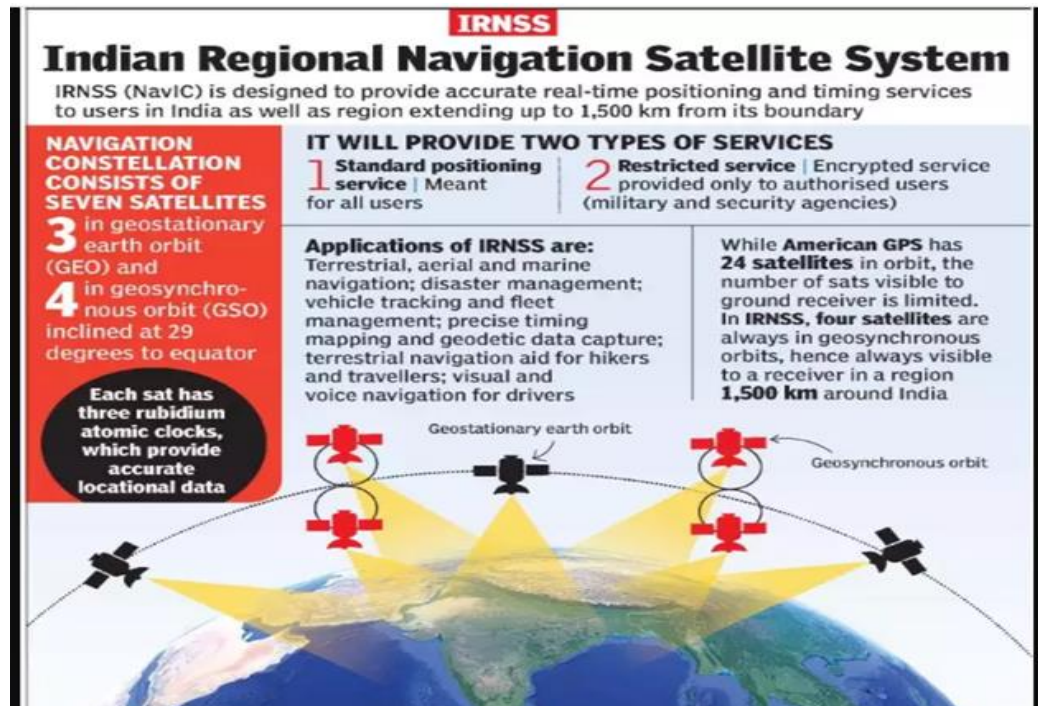 IRNSS
Indian Regional Navigation Satellite System
IRNSS (NavIC) is designed to provide accurate real-time positioning and timing services
to users in India as well as region extending up to 1,500 km from its boundary
NAVIGATION
CONSTELLATION
CONSISTS OF
SEVEN SATELLITES
3 in geostationary
earth orbit
(GEO) and
4 in geosynchro-
nous orbit (GSO)
inclined at 29
degrees to equator
Each sat has
three rubidium
atomic clocks,
which provide
accurate
locational data
IT WILL PROVIDE TWO TYPES OF SERVICES
1 Standard positioning
service | Meant
for all users
2 Restricted service | Encrypted service
provided only to authorised users
(military and security agencies)
Applications of IRNSS are:
Terrestrial, aerial and marine
navigation; disaster management;
vehicle tracking and fleet
management; precise timing
mapping and geodetic data capture;
terrestrial navigation aid for hikers
and travellers; visual and
voice navigation for drivers
While American GPS has
24 satellites in orbit, the
number of sats visible to
ground receiver is limited.
In IRNSS, four satellites are
always in geosynchronous
orbits, hence always visible
to a receiver in a region
1,500 km around India
Geostationary earth orbit
Geosynchronous orbit